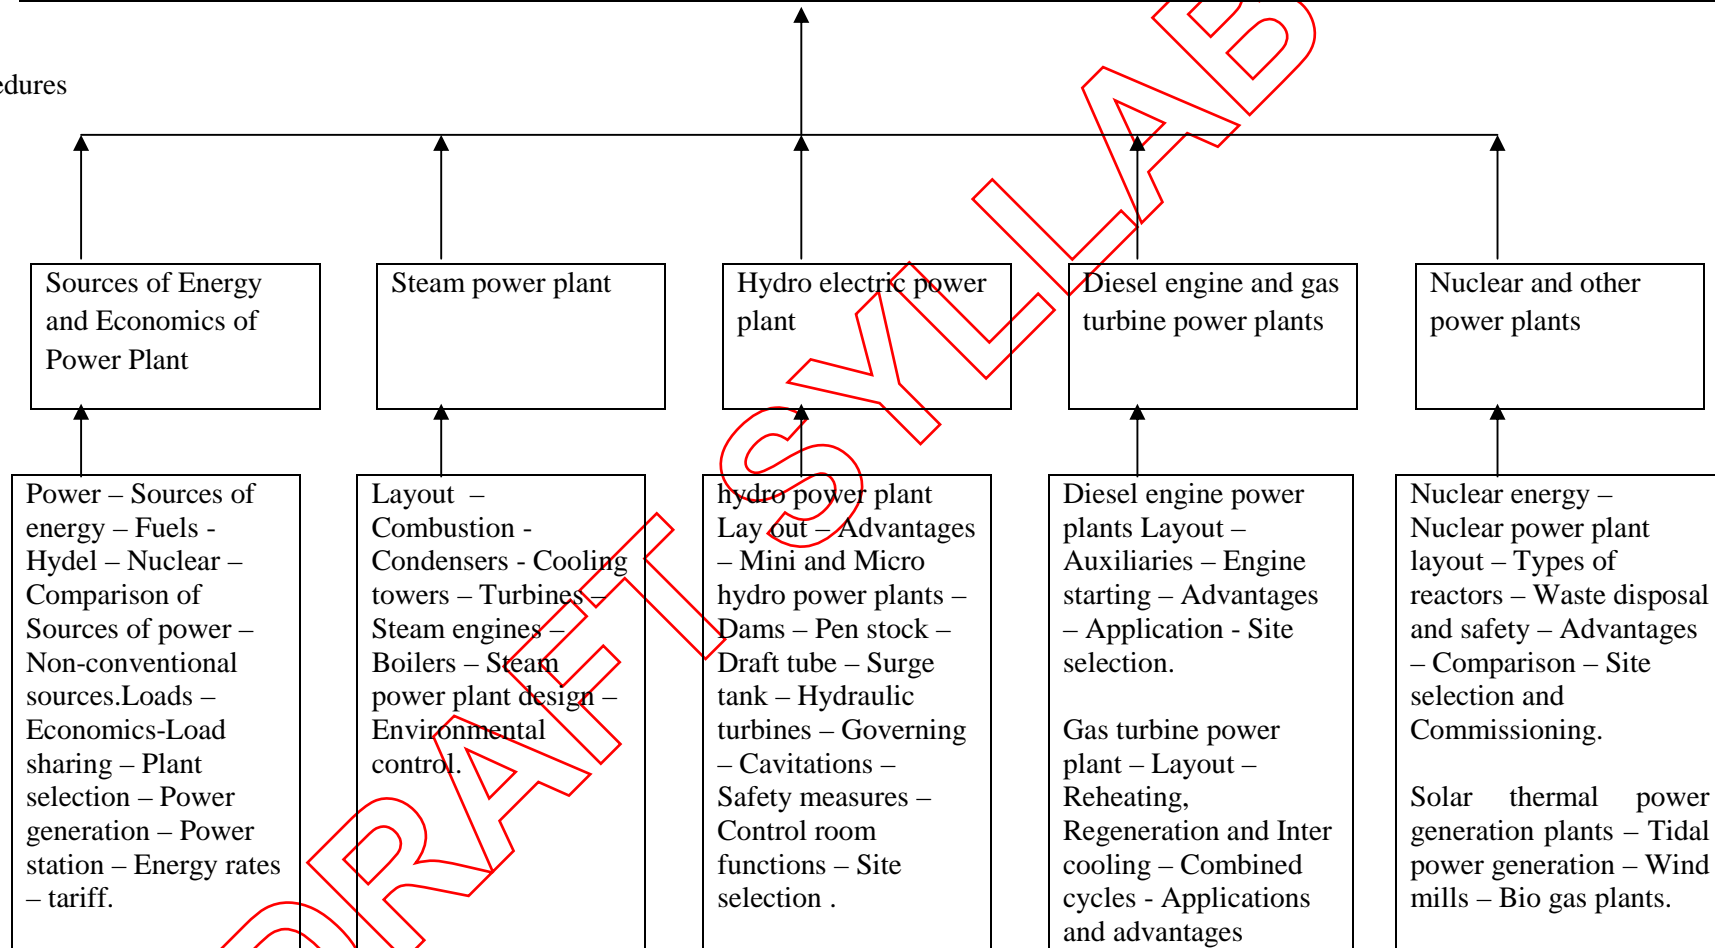 edures
Sources of Energy
and Economics of
Power Plant
Steam power plant
Hydro electric power
plant
Diesel engine and gas
turbine power plants
Nuclear and other
power plants
Power – Sources of
energy – Fuels -
Hydel – Nuclear –
Comparison of
Sources of power –
Non-conventional
sources.Loads –
Economics-Load
sharing – Plant
selection – Power
generation – Power
station – Energy rates
– tariff.
Layout –
Combustion -
Condensers - Cooling
towers – Turbines –
Steam engines –
Boilers – Steam
power plant design –
Environmental
control.
hydro power plant
Lay out – Advantages
– Mini and Micro
hydro power plants –
Dams – Pen stock –
Draft tube – Surge
tank – Hydraulic
turbines – Governing
– Cavitations –
Safety measures –
Control room
functions – Site
selection .
Diesel engine power
plants Layout –
Auxiliaries – Engine
starting – Advantages
– Application - Site
selection.
Gas turbine power
plant – Layout –
Reheating,
Regeneration and Inter
cooling – Combined
cycles - Applications
and advantages
Nuclear energy –
Nuclear power plant
layout – Types of
reactors – Waste disposal
and safety – Advantages
– Comparison – Site
selection and
Commissioning.
Solar thermal power
generation plants – Tidal
power generation – Wind
mills – Bio gas plants.
DRAFT SYLLAB